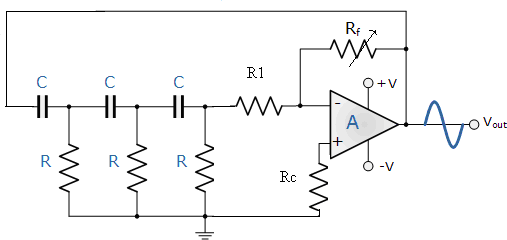 Rf
C C C R1 +V
- A Vout
+
R R R Rc -V